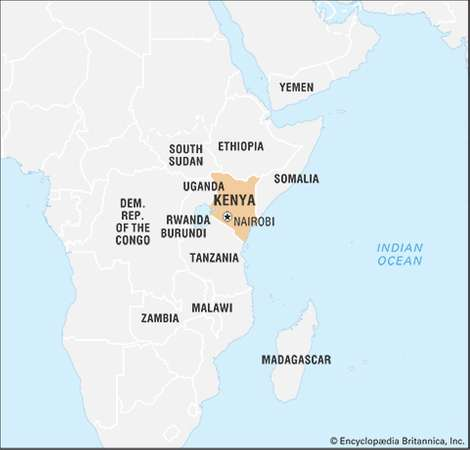 YEMEN
SOUTH
SUDAN
ETHIOPIA
SOMALIA
UGANDA
KENYA
NAIROBI
DEM.
REP.
OF THE
CONGO
RWANDA
BURUNDI
TANZANIA
INDIAN
OCEAN
MALAWI
ZAMBIA
MADAGASCAR
© Encyclopædia Britannica, Inc.